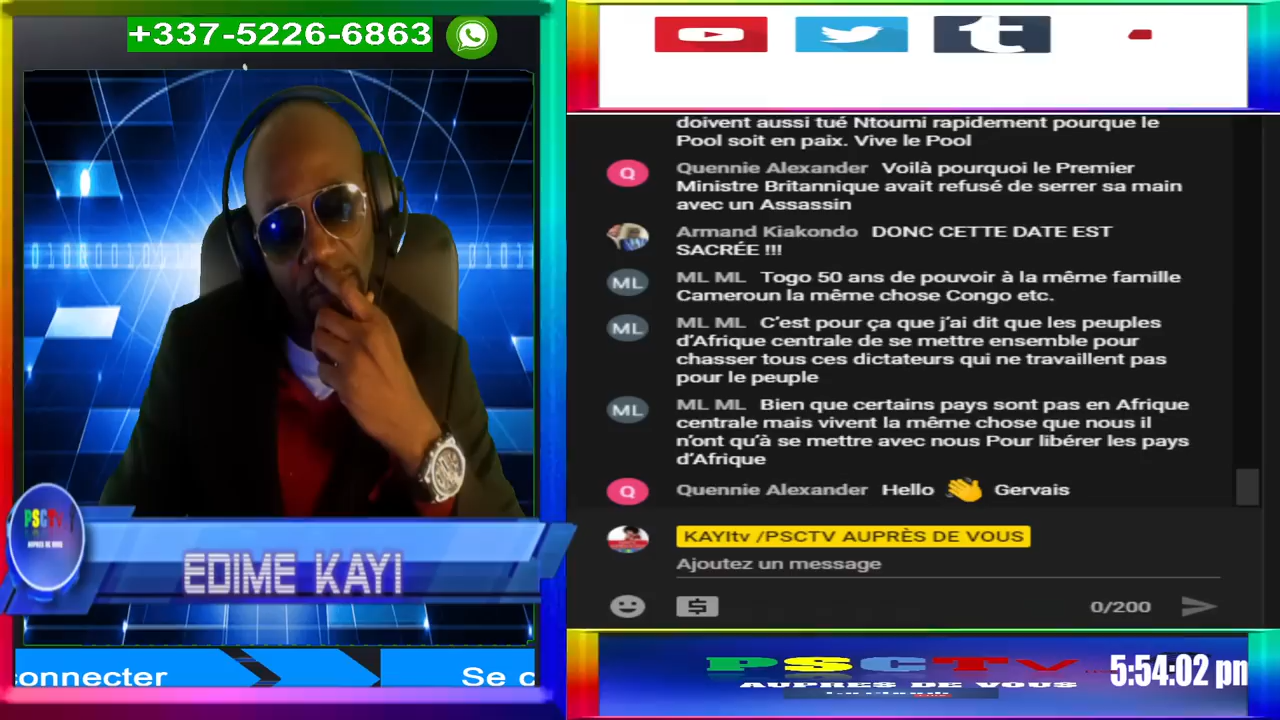 +337-5226-6863
PSCTV
AUPRÈS DE VOUS
EDIME KAYI
onnecter
Se c
doivent aussi tué Ntoumi rapidement pourque le
Pool soit en paix. Vive le Pool
Quennie Alexander Voilà pourquoi le Premier
Ministre Britannique avait refusé de serrer sa main
avec un Assassin
Armand Kiakondo DONC CETTE DATE EST
SACRÉE !!!
ML ML Togo 50 ans de pouvoir à la même famille
Cameroun la même chose Congo etc.
ML ML C'est pour ça que j'ai dit que les peuples
d'Afrique centrale de se mettre ensemble pour
chasser tous ces dictateurs qui ne travaillent pas
pour le peuple
ML ML Bien que certains pays sont pas en Afrique
centrale mais vivent la même chose que nous il
n'ont qu'à se mettre avec nous Pour libérer les pays
d'Afrique
Quennie Alexander Hello 👋 Gervais
KAYItv /PSCTV AUPRÈS DE VOUS
Ajoutez un message
0/200
PSCTv
AUPRES DE VOUS
5:54:02 pm